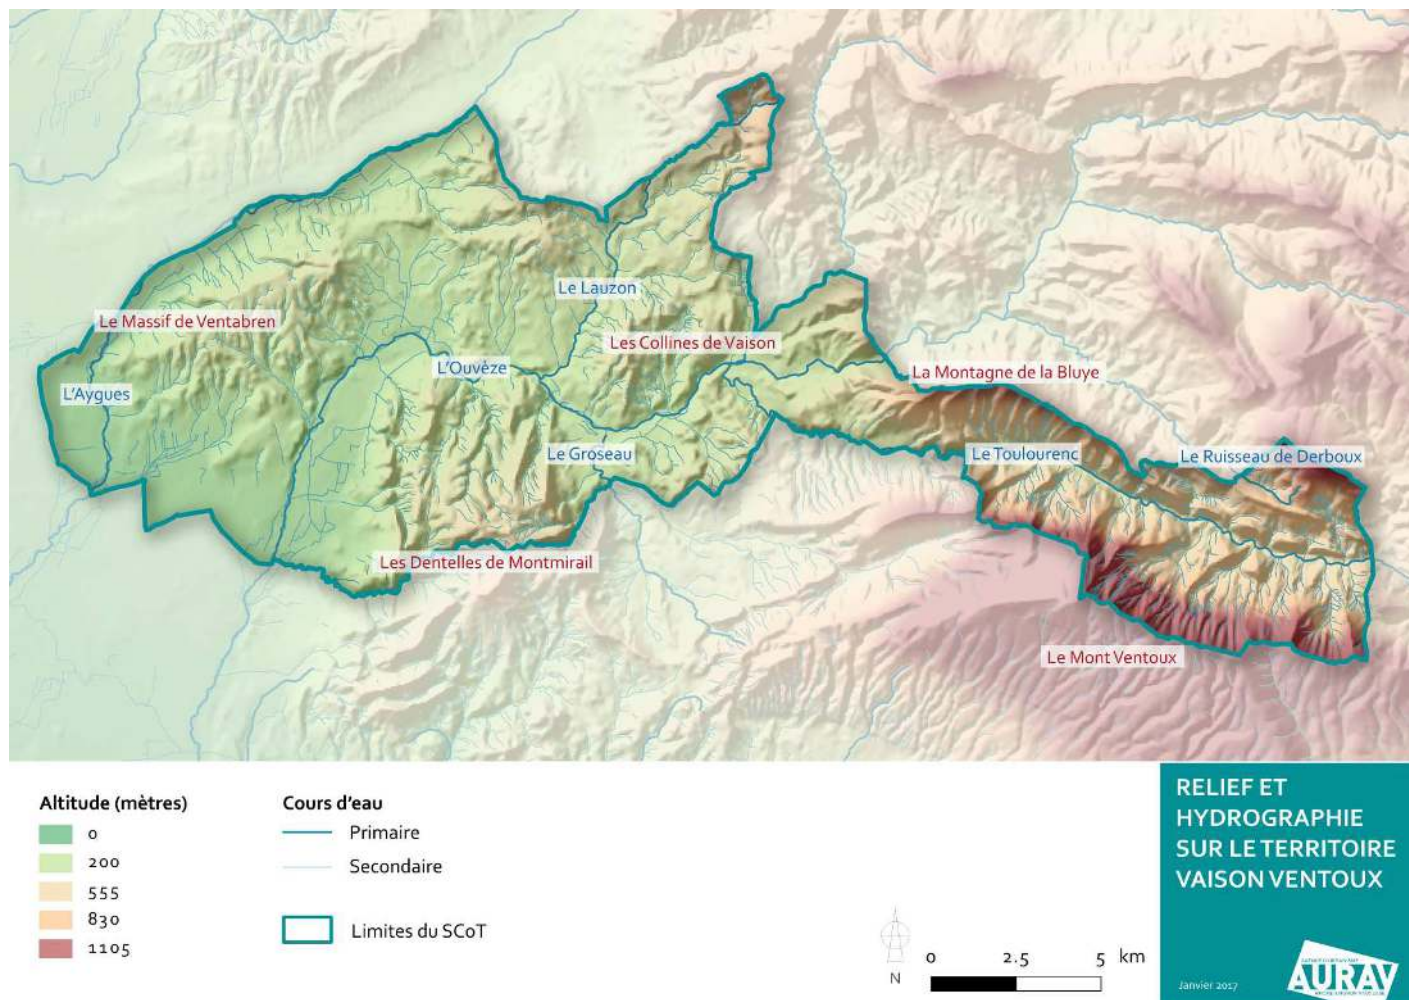 Le Lauzon
Le Massif de Ventabren
Les Collines de Vaison
L'Ouvèze
La Montagne de la Bluye
L'Aygues
Le Groseau
Le Toulourenc
Le Ruisseau de Derboux
Les Dentelles de Montmirail
Le Mont Ventoux
Altitude (mètres)
0
200
555
830
1105
Cours d'eau
Primaire
Secondaire
Limites du SCoT
N
0 2.5 5 km
RELIEF ET
HYDROGRAPHIE
SUR LE TERRITOIRE
VAISON VENTOUX
Janvier 2017
AURAV